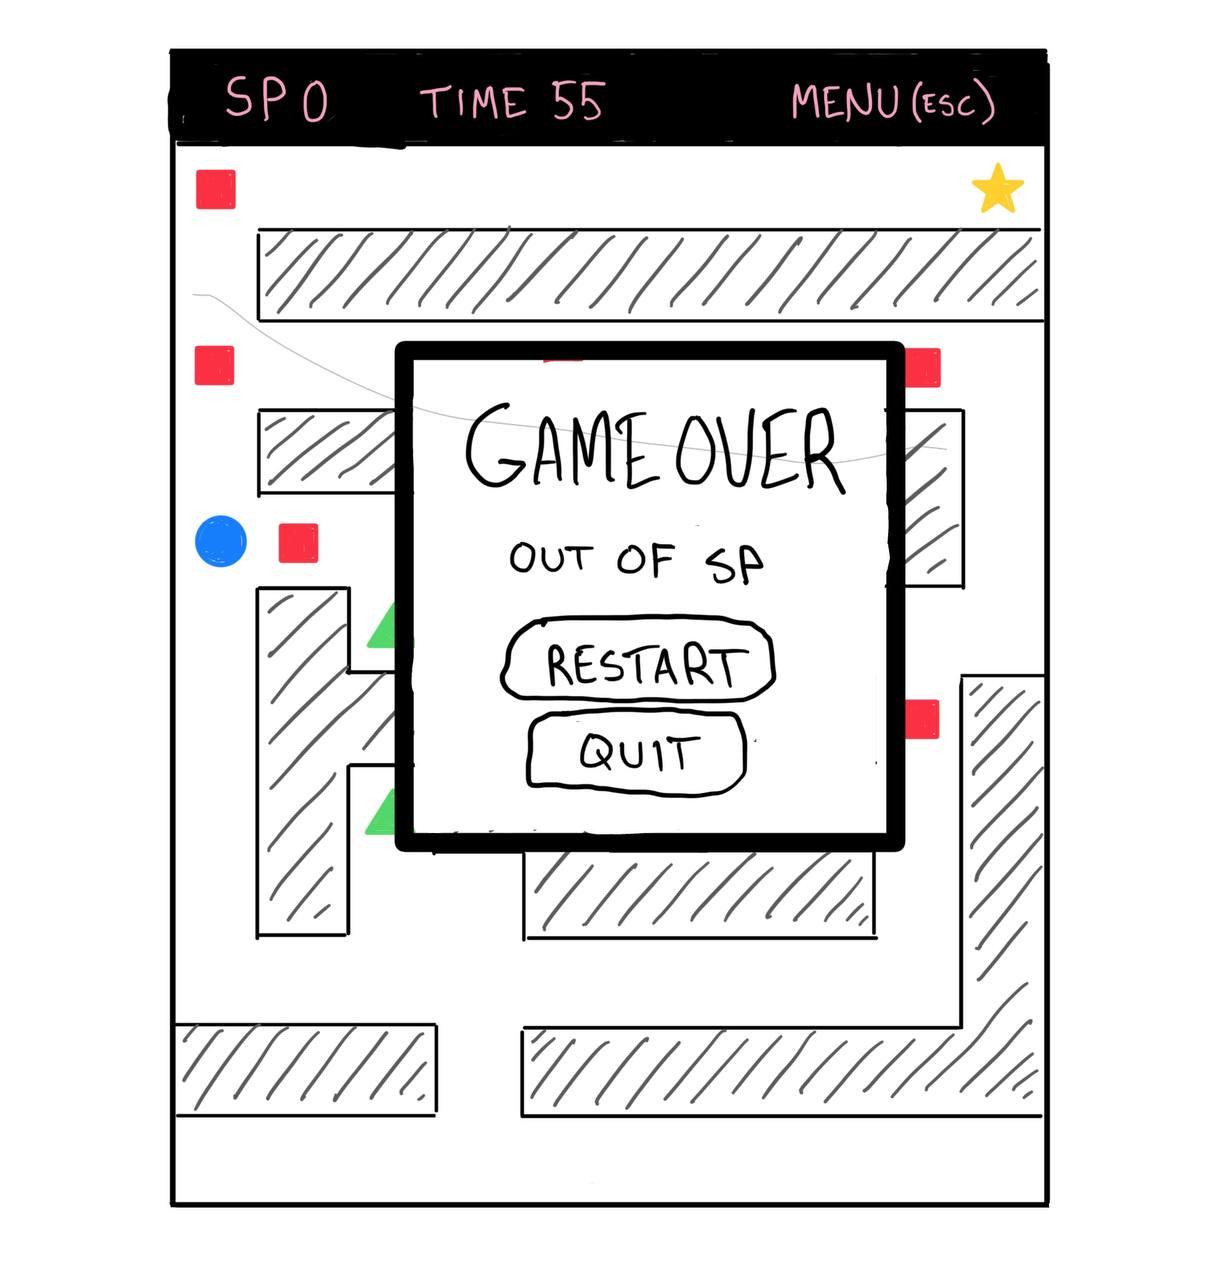 SP 0 TIME 55 MENU (ESC)
GAME OVER
OUT OF SP
RESTART
QUIT